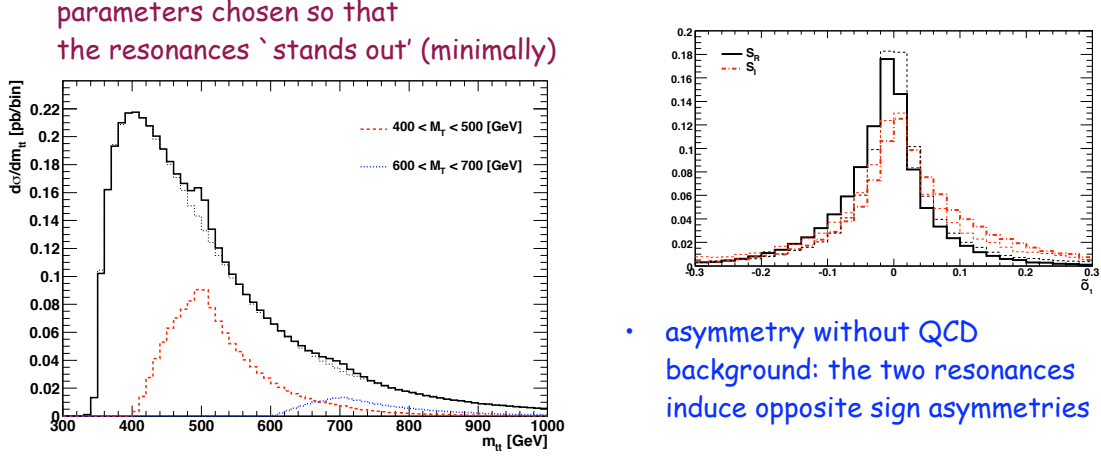 parameters chosen so that
the resonances `stands out' (minimally)
dσ/dm_tt [pb/bin]
0.22
0.2
0.18
0.16
0.14
0.12
0.1
0.08
0.06
0.04
0.02
0
400 < M_T < 500 [GeV]
600 < M_T < 700 [GeV]
300 400 500 600 700 800 900 1000
m_tt [GeV]
0.2
0.18
0.16
0.14
0.12
0.1
0.08
0.06
0.04
0.02
0
S_R
S_I
-0.3 -0.2 -0.1 0 0.1 0.2 0.3
Õ_1
• asymmetry without QCD
background: the two resonances
induce opposite sign asymmetries